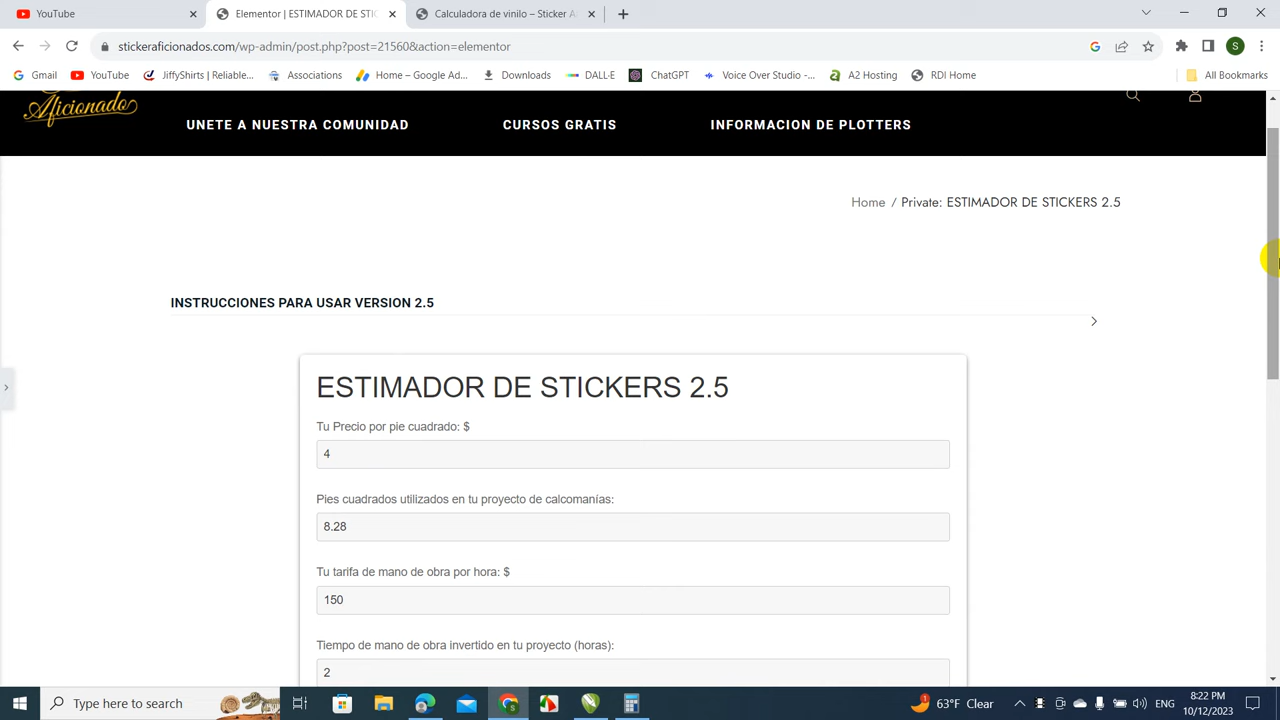 YouTube
Elementor | ESTIMADOR DE STIC
Calculadora de vinilo – Sticker A
stickeraficionados.com/wp-admin/post.php?post=21560&action=elementor
S
Gmail
YouTube
JiffyShirts | Reliable...
Associations
Home – Google Ad...
Downloads
DALL·E
ChatGPT
Voice Over Studio -...
A2 Hosting
RDI Home
All Bookmarks
Aficionado
UNETE A NUESTRA COMUNIDAD
CURSOS GRATIS
INFORMACION DE PLOTTERS
Home / Private: ESTIMADOR DE STICKERS 2.5
INSTRUCCIONES PARA USAR VERSION 2.5
ESTIMADOR DE STICKERS 2.5
Tu Precio por pie cuadrado: $
4
Pies cuadrados utilizados en tu proyecto de calcomanías:
8.28
Tu tarifa de mano de obra por hora: $
150
Tiempo de mano de obra invertido en tu proyecto (horas):
2
Type here to search
1
63°F Clear
ENG
8:22 PM
10/12/2023